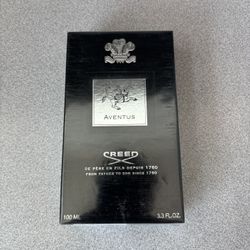 AVENTUS
CREED
DE PÈRE EN FILS DEPUIS 1760
FROM FATHER TO SON SINCE 1760
100 ML 3.3 FL.OZ.